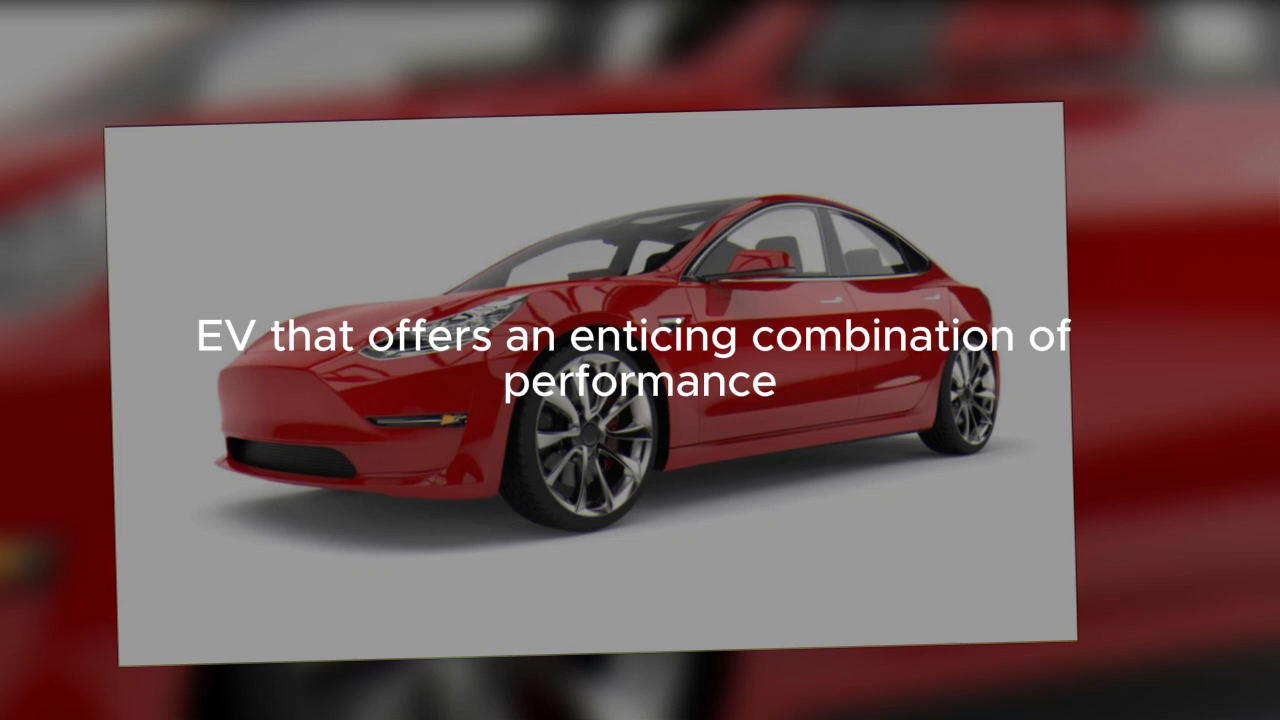 EV that offers an enticing combination of
performance